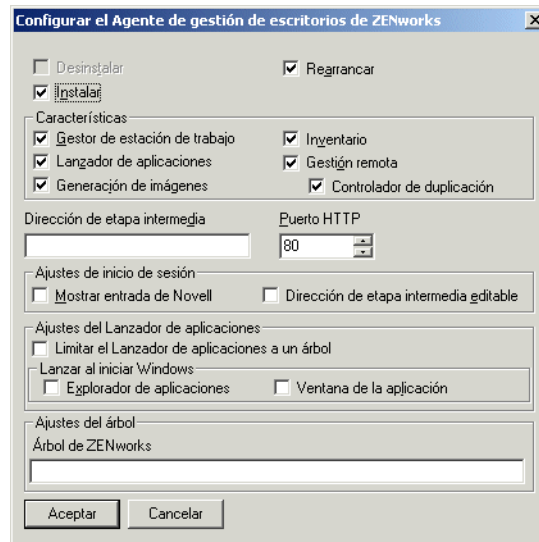 Configurar el Agente de gestión de escritorios de ZENworks
Desinstalar
Rearrancar
Instalar
Características
Gestor de estación de trabajo
Inventario
Lanzador de aplicaciones
Gestión remota
Generación de imágenes
Controlador de duplicación
Dirección de etapa intermedia
Puerto HTTP
80
Ajustes de inicio de sesión
Mostrar entrada de Novell
Dirección de etapa intermedia editable
Ajustes del Lanzador de aplicaciones
Limitar el Lanzador de aplicaciones a un árbol
Lanzar al iniciar Windows
Explorador de aplicaciones
Ventana de la aplicación
Ajustes del árbol
Árbol de ZENworks
Aceptar
Cancelar